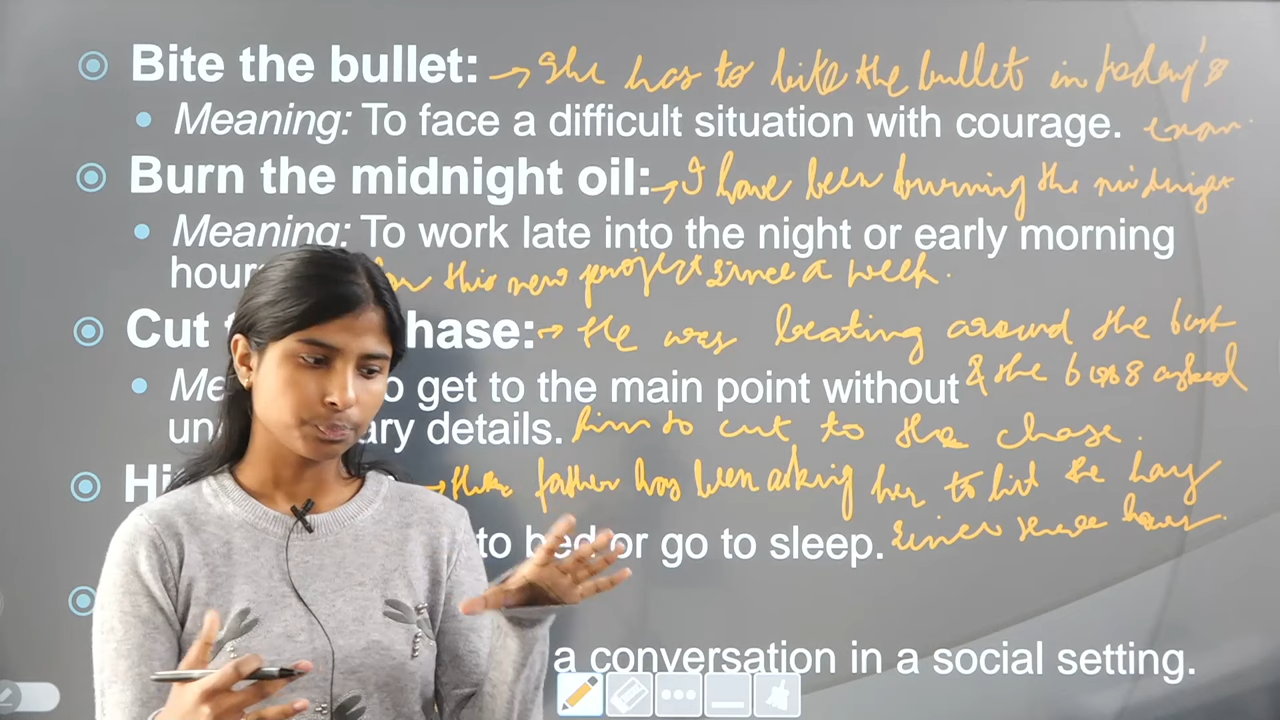 Bite the bullet: → She has to bite the bullet in today's
Meaning: To face a difficult situation with courage. exam.
Burn the midnight oil: → I have been burning the midnight
Meaning: To work late into the night or early morning
hour this new project since a week.
Cut hase: → He was beating around the bush
Me o get to the main point without & the boss asked
un ary details. him to cut to the chase.
Hi → father has been asking her to hit the hay
to bed or go to sleep. since hour.
a conversation in a social setting.